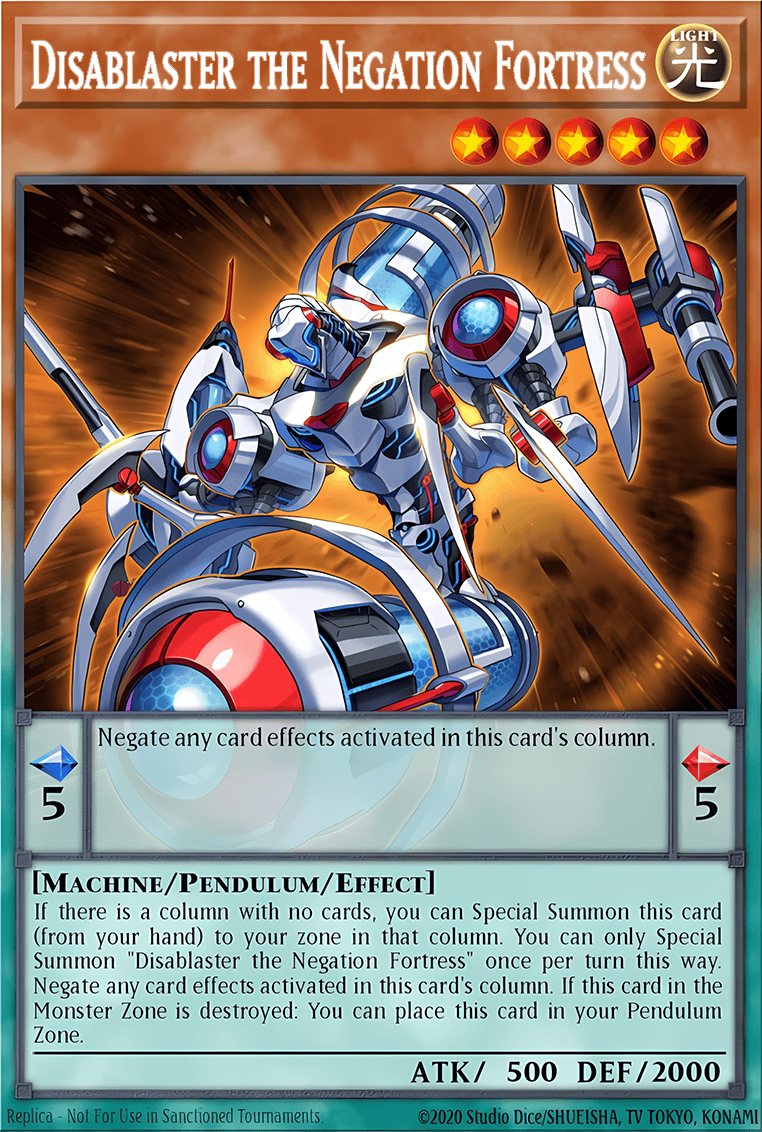 Disablaster the Negation Fortress
LIGHT
光
Negate any card effects activated in this card's column.
5
5
[Machine/Pendulum/Effect]
If there is a column with no cards, you can Special Summon this card
(from your hand) to your zone in that column. You can only Special
Summon "Disablaster the Negation Fortress" once per turn this way.
Negate any card effects activated in this card's column. If this card in the
Monster Zone is destroyed: You can place this card in your Pendulum
Zone.
ATK/ 500 DEF/2000
Replica - Not For Use in Sanctioned Tournaments.
©2020 Studio Dice/SHUEISHA, TV TOKYO, KONAMI